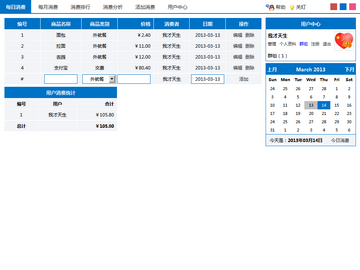 每日消费 每月消费 消费排行 消费分析 添加消费 用户中心 帮助 关灯
编号 商品名称 商品类别 价格 消费者 日期 操作
1 面包 外就餐 ¥2.40 我才天生 2013-03-13 编辑 删除
2 拉面 外就餐 ¥11.00 我才天生 2013-03-13 编辑 删除
3 外就餐 ¥12.00 我才天生 2013-03-13 编辑 删除
4 支付宝 交通 ¥80.40 我才天生 2013-03-13 编辑 删除
# 外就餐 我才天生 2013-03-13 添加
用户消费统计
编号 用户 合计
1 我才天生 ¥105.80
总计 ¥105.80
用户中心
我才天生
管理 个人资料 群组 注册 退出
群组 ( 1 )
上月 March 2013 下月
Sun Mon Tue Wed Thu Fri Sat
24 25 26 27 28 1 2
3 4 5 6 7 8 9
10 11 12 13 14 15 16
17 18 19 20 21 22 23
24 25 26 27 28 29 30
31 1 2 3 4 5 6
今天是：2013年03月14日 今日消费